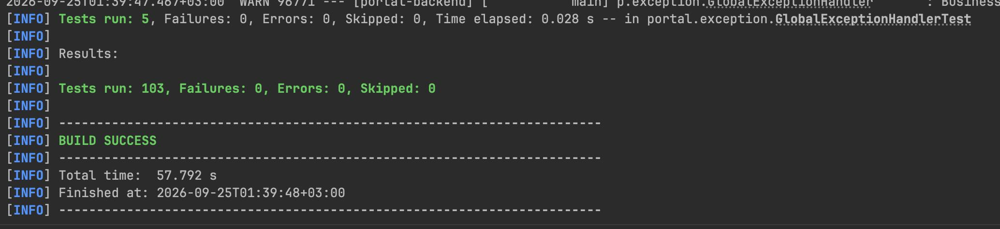 2026-09-25T01:39:47.467+03:00  WARN 96771 --- [portal-backend] [           main] p.exception.GlobalExceptionHandler       : Business
[INFO] Tests run: 5, Failures: 0, Errors: 0, Skipped: 0, Time elapsed: 0.028 s -- in portal.exception.GlobalExceptionHandlerTest
[INFO]
[INFO] Results:
[INFO]
[INFO] Tests run: 103, Failures: 0, Errors: 0, Skipped: 0
[INFO]
[INFO] ------------------------------------------------------------------------
[INFO] BUILD SUCCESS
[INFO] ------------------------------------------------------------------------
[INFO] Total time:  57.792 s
[INFO] Finished at: 2026-09-25T01:39:48+03:00
[INFO] ------------------------------------------------------------------------